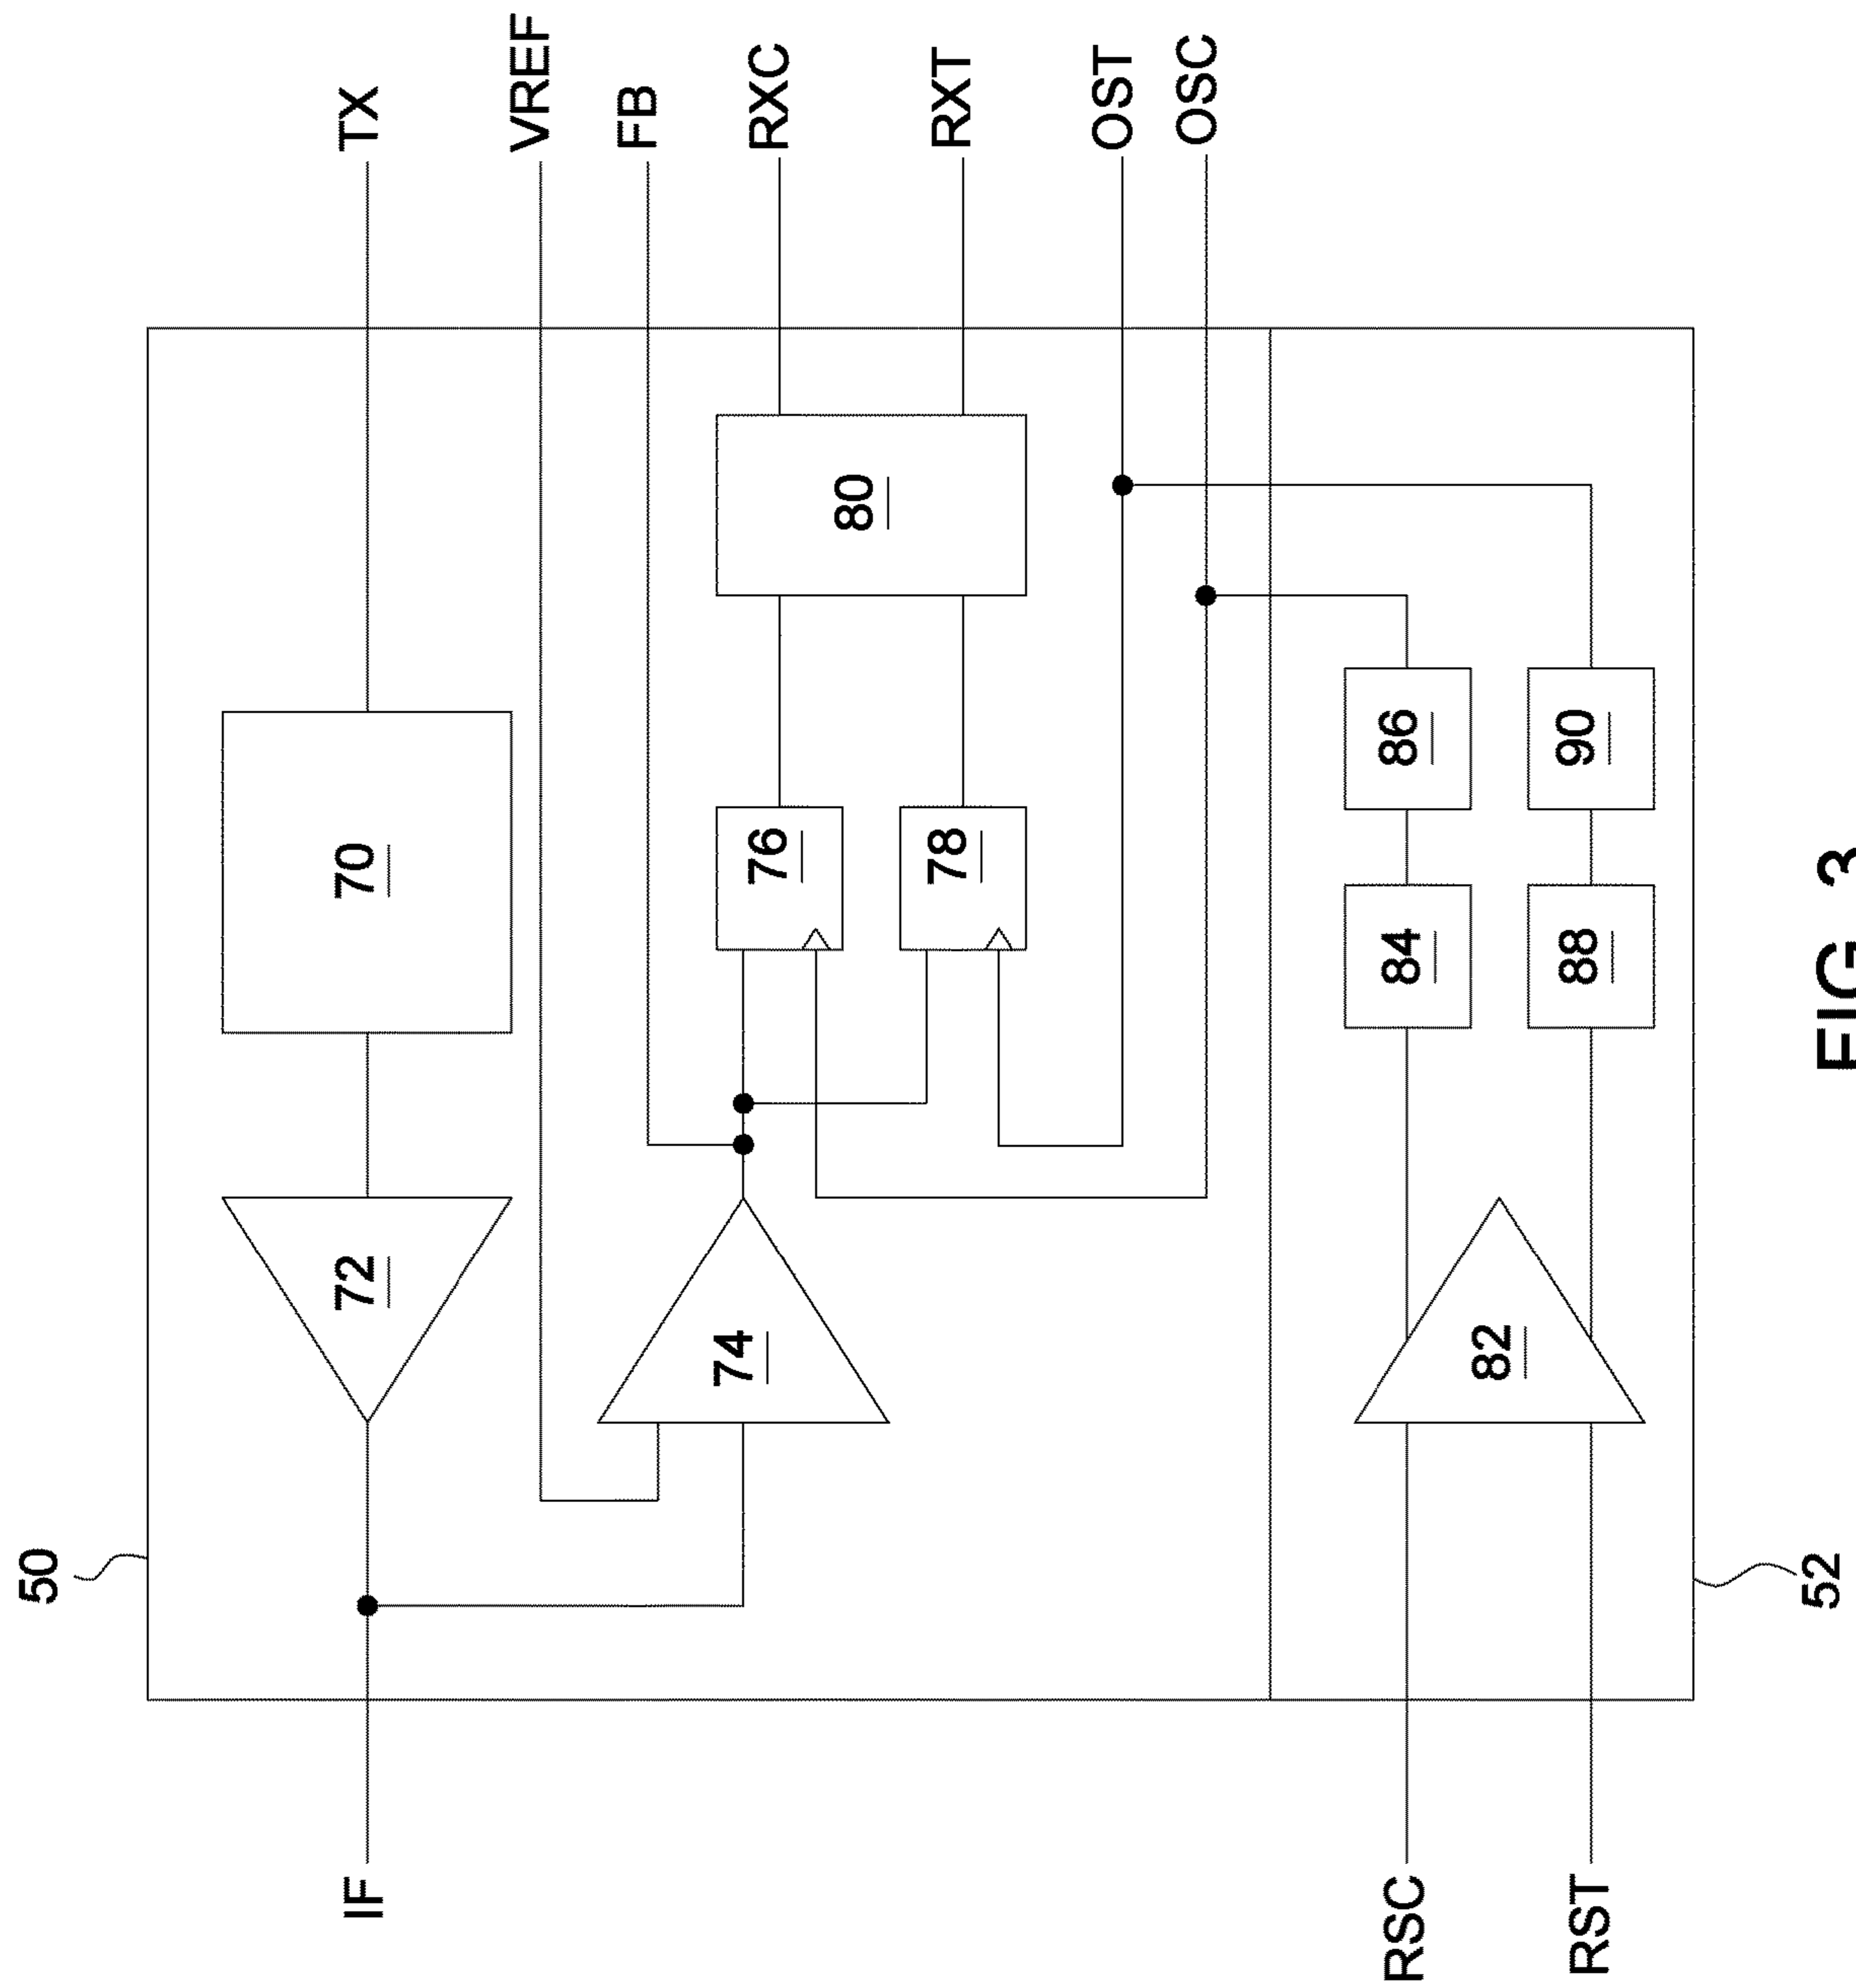 50
IF
TX
VREF
FB
RXC
RXT
OST
OSC
70
72
74
76
78
80
82
84
86
88
90
RSC
RST
52
FIG. 3